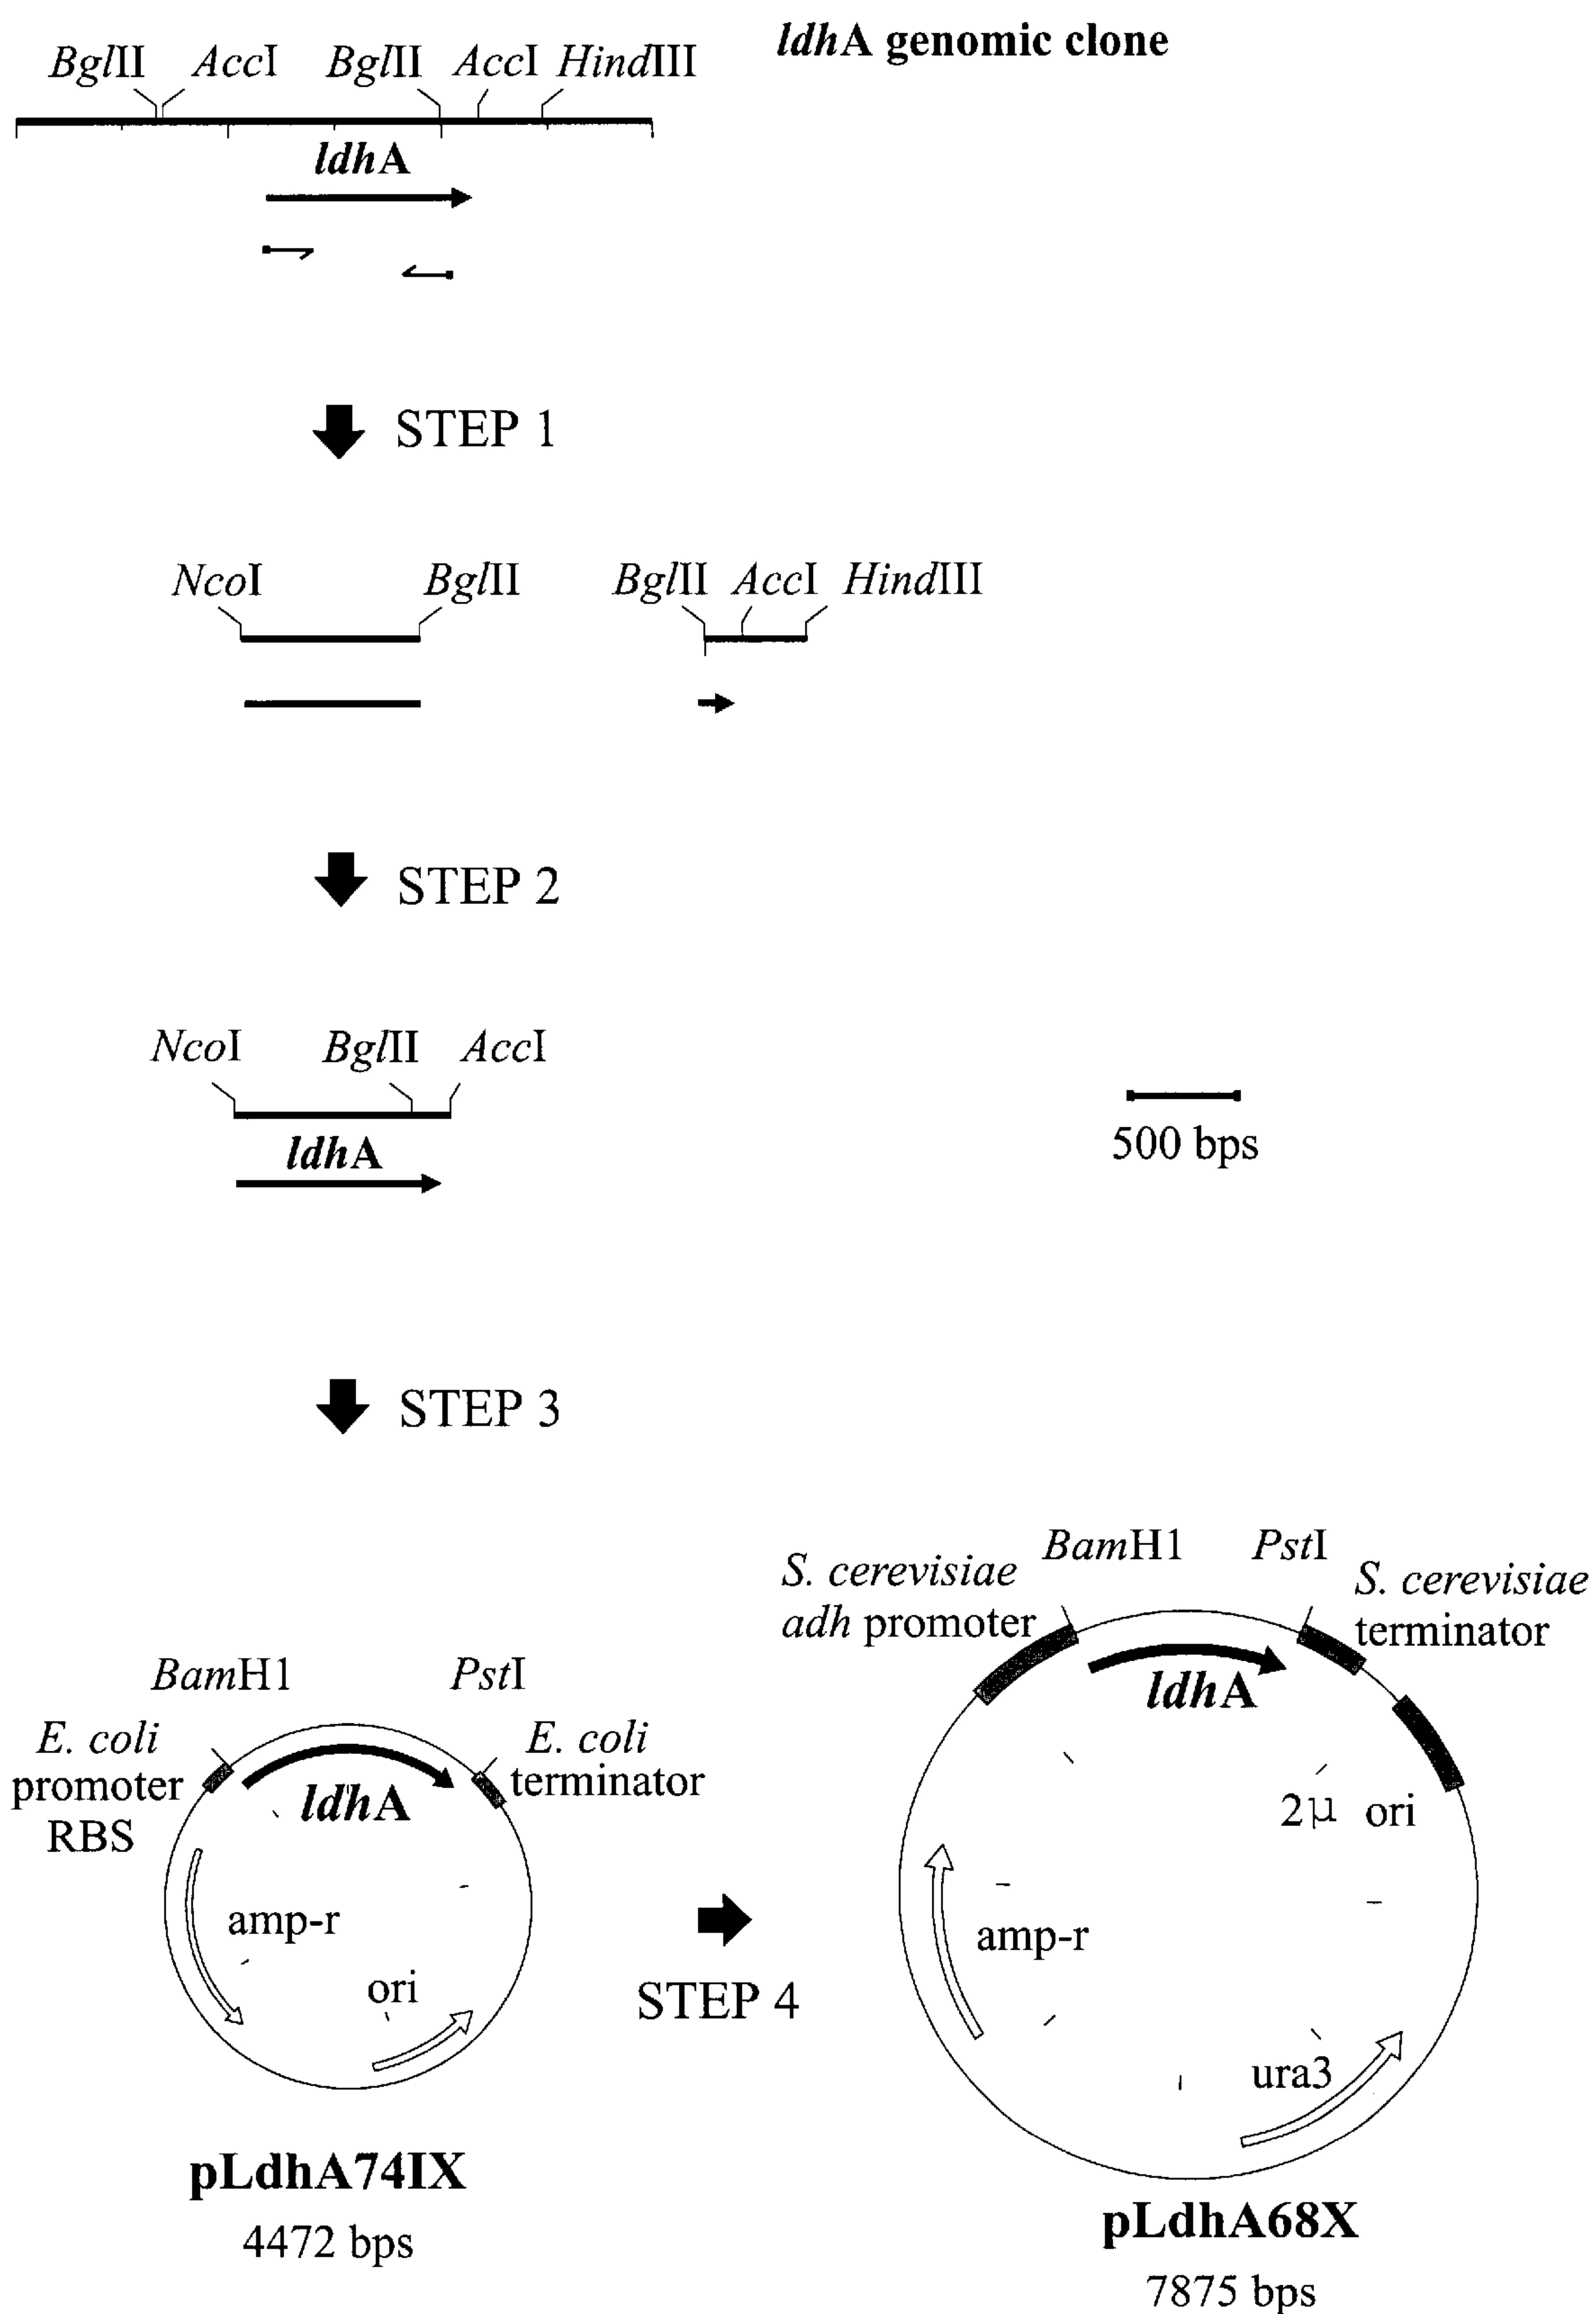 ldhA genomic clone
BglII AccI BglII AccI HindIII
ldhA
STEP 1
NcoI BglII BglII AccI HindIII
STEP 2
NcoI BglII AccI
ldhA
500 bps
STEP 3
BamH1 PstI
E. coli
promoter
RBS
E. coli
terminator
ldhA
amp-r
ori
pLdhA74IX
4472 bps
STEP 4
S. cerevisiae
adh promoter
BamH1 PstI
S. cerevisiae
terminator
ldhA
2μ ori
amp-r
ura3
pLdhA68X
7875 bps